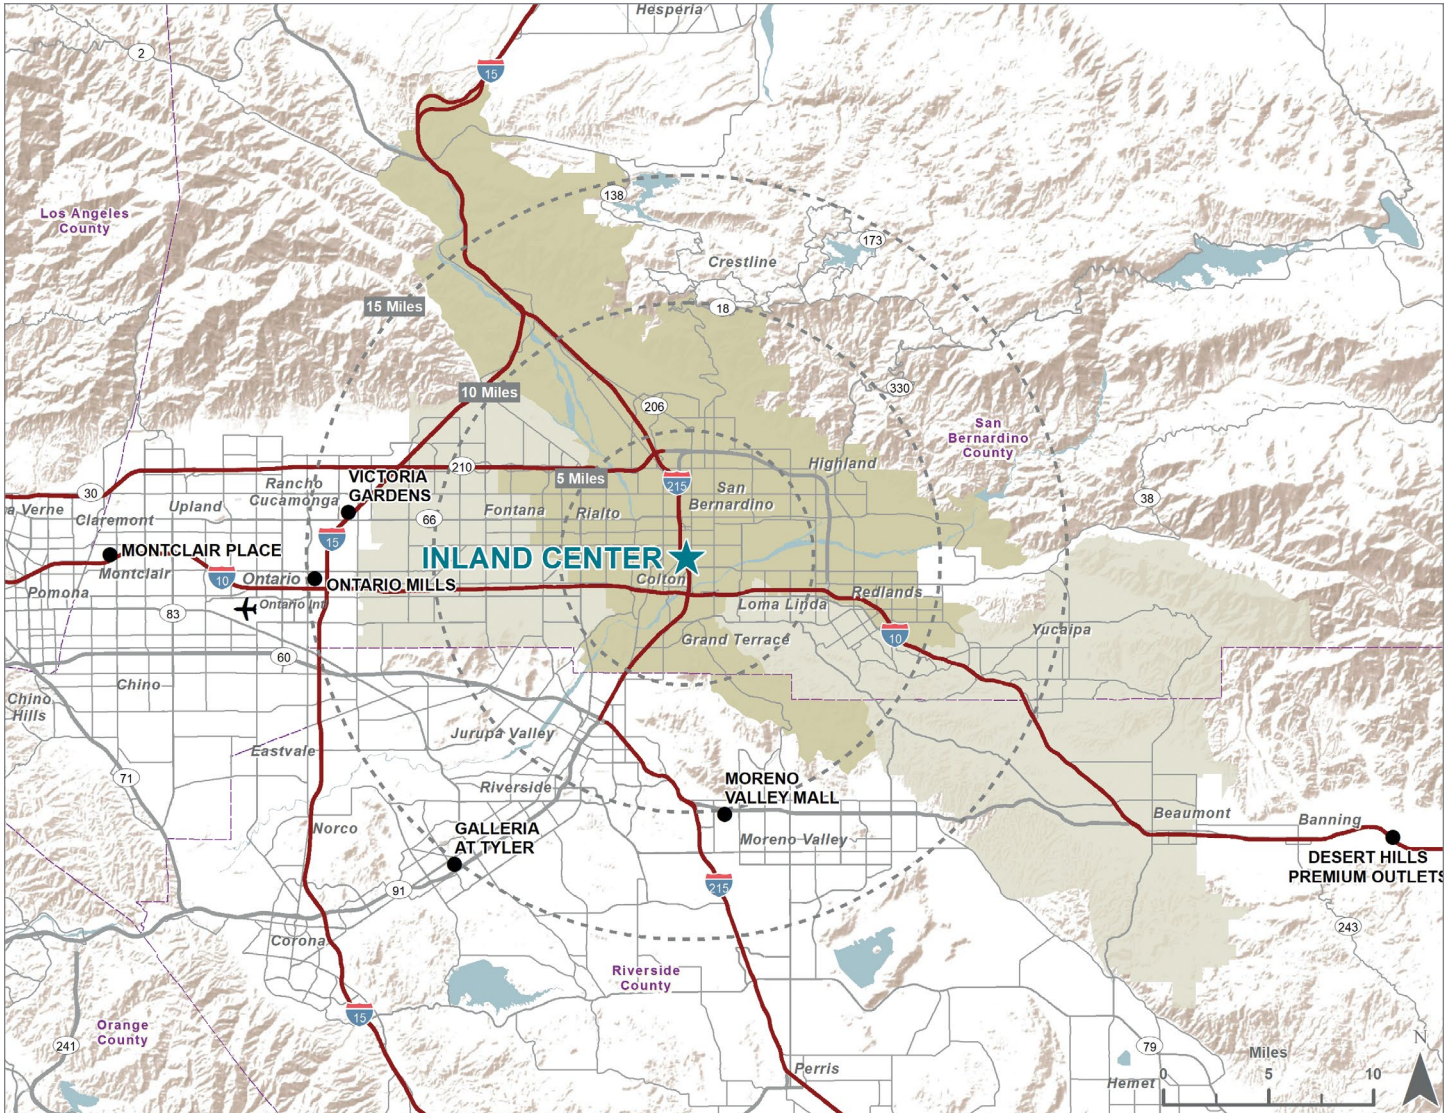 Hesperia
2
15
138
Los Angeles
County
173
Crestline
15 Miles
18
10 Miles
330
206
San
Bernardino
County
210
Highland
VICTORIA
GARDENS
5 Miles
215
Rancho
Cucamonga
30
San
Bernardino
38
a Verne
Upland
Claremont
66
Fontana
Rialto
15
MONTCLAIR PLACE
INLAND CENTER
Montclair
10
Ontario
ONTARIO MILLS
Colton
Pomona
Ontario Int
Loma Linda
Redlands
83
10
Yucaipa
Grand Terrace
60
Chino
Chino
Hills
Jurupa Valley
Eastvale
71
Riverside
MORENO
VALLEY MALL
Beaumont
Banning
Norco
GALLERIA
AT TYLER
Moreno Valley
DESERT HILLS
PREMIUM OUTLETS
91
215
243
Corona
Riverside
County
15
Orange
County
241
79
Miles
N
Perris
Hemet
0
5
10